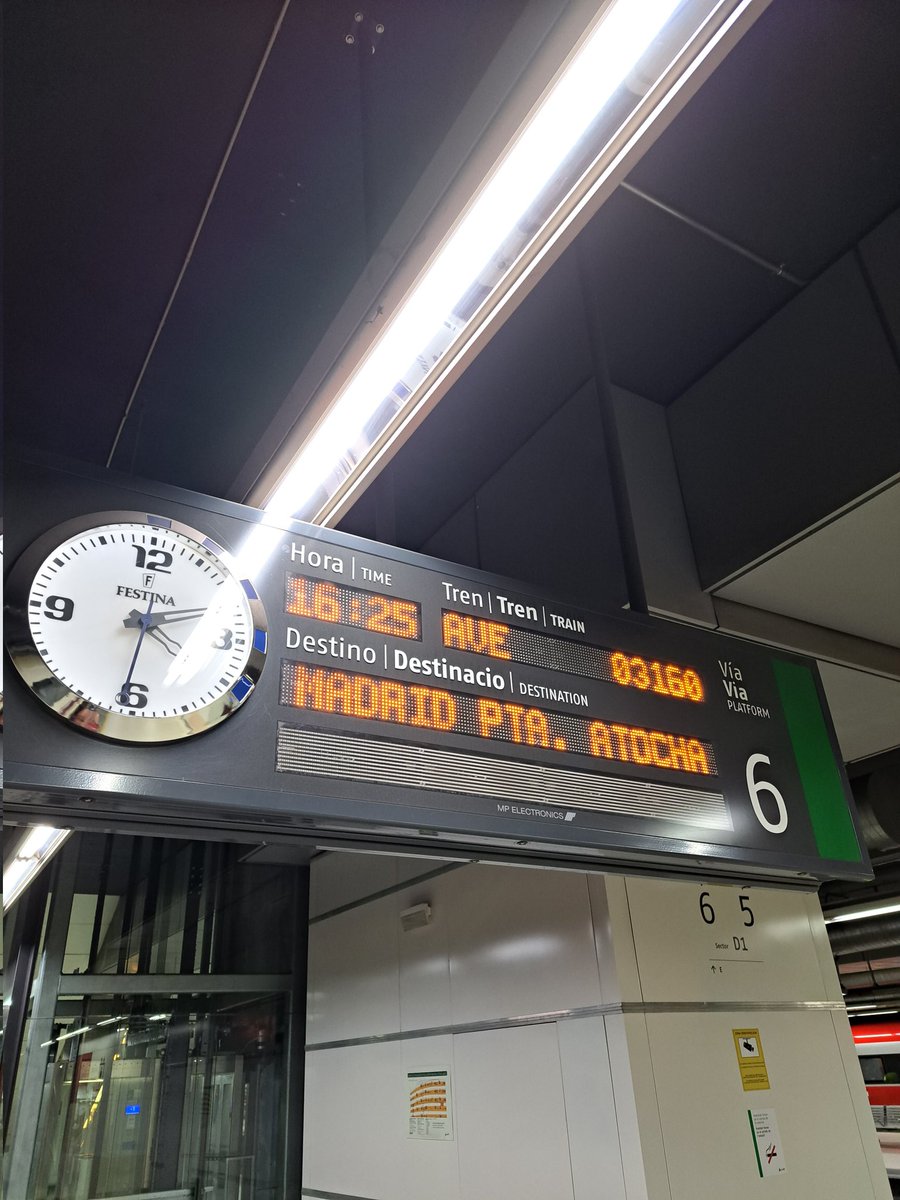 12
F
FESTINA
9
3
6
Hora | TIME
16:25
Tren | Tren | TRAIN
AVE 03160
Destino | Destinacio | DESTINATION
MADRID PTA. ATOCHA
Vía
Via
PLATFORM
6
MP ELECTRONICS
6 5
Sector D1
↑ E